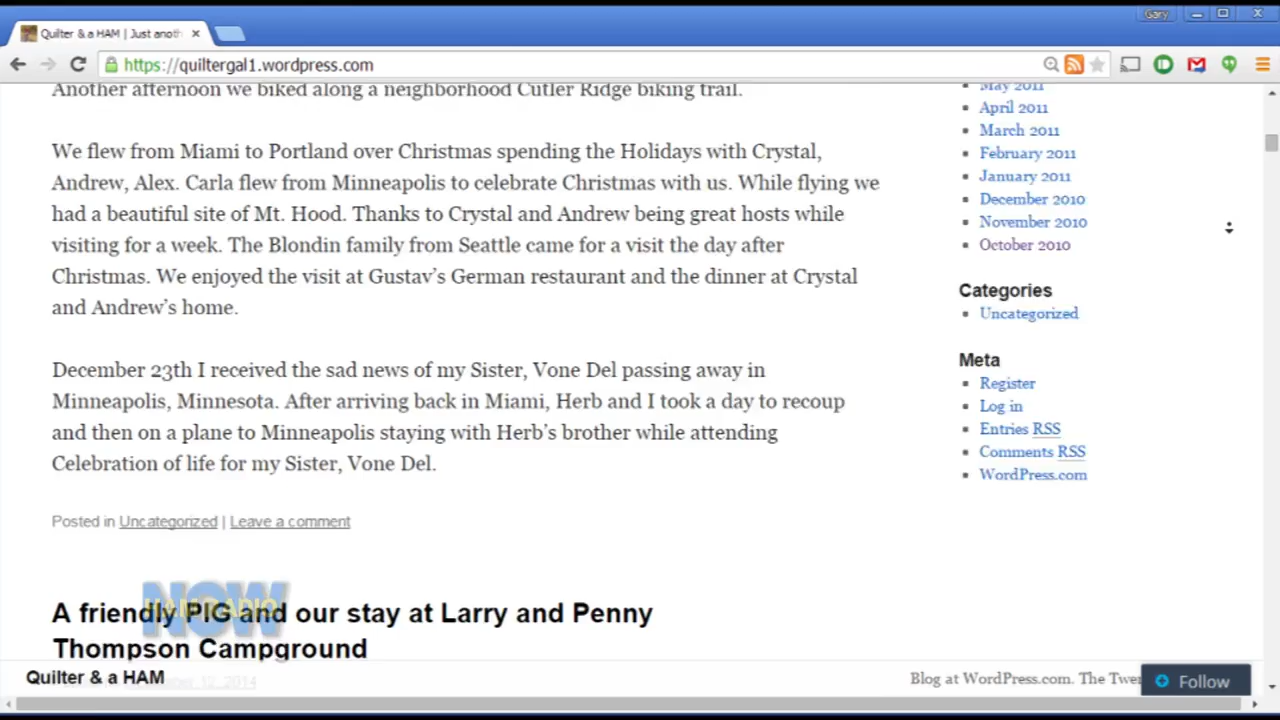 Gary
Quilter & a HAM | Just anoth
https://quiltergal1.wordpress.com
Another afternoon we biked along a neighborhood Cutler Ridge biking trail.
We flew from Miami to Portland over Christmas spending the Holidays with Crystal,
Andrew, Alex. Carla flew from Minneapolis to celebrate Christmas with us. While flying we
had a beautiful site of Mt. Hood. Thanks to Crystal and Andrew being great hosts while
visiting for a week. The Blondin family from Seattle came for a visit the day after
Christmas. We enjoyed the visit at Gustav’s German restaurant and the dinner at Crystal
and Andrew’s home.
December 23th I received the sad news of my Sister, Vone Del passing away in
Minneapolis, Minnesota. After arriving back in Miami, Herb and I took a day to recoup
and then on a plane to Minneapolis staying with Herb’s brother while attending
Celebration of life for my Sister, Vone Del.
Posted in Uncategorized | Leave a comment
A friendly PIG and our stay at Larry and Penny
Thompson Campground
HAM RADIO
NOW
May 2011
April 2011
March 2011
February 2011
January 2011
December 2010
November 2010
October 2010
Categories
Uncategorized
Meta
Register
Log in
Entries RSS
Comments RSS
WordPress.com
Quilter & a HAM
Blog at WordPress.com. The Twe
Follow